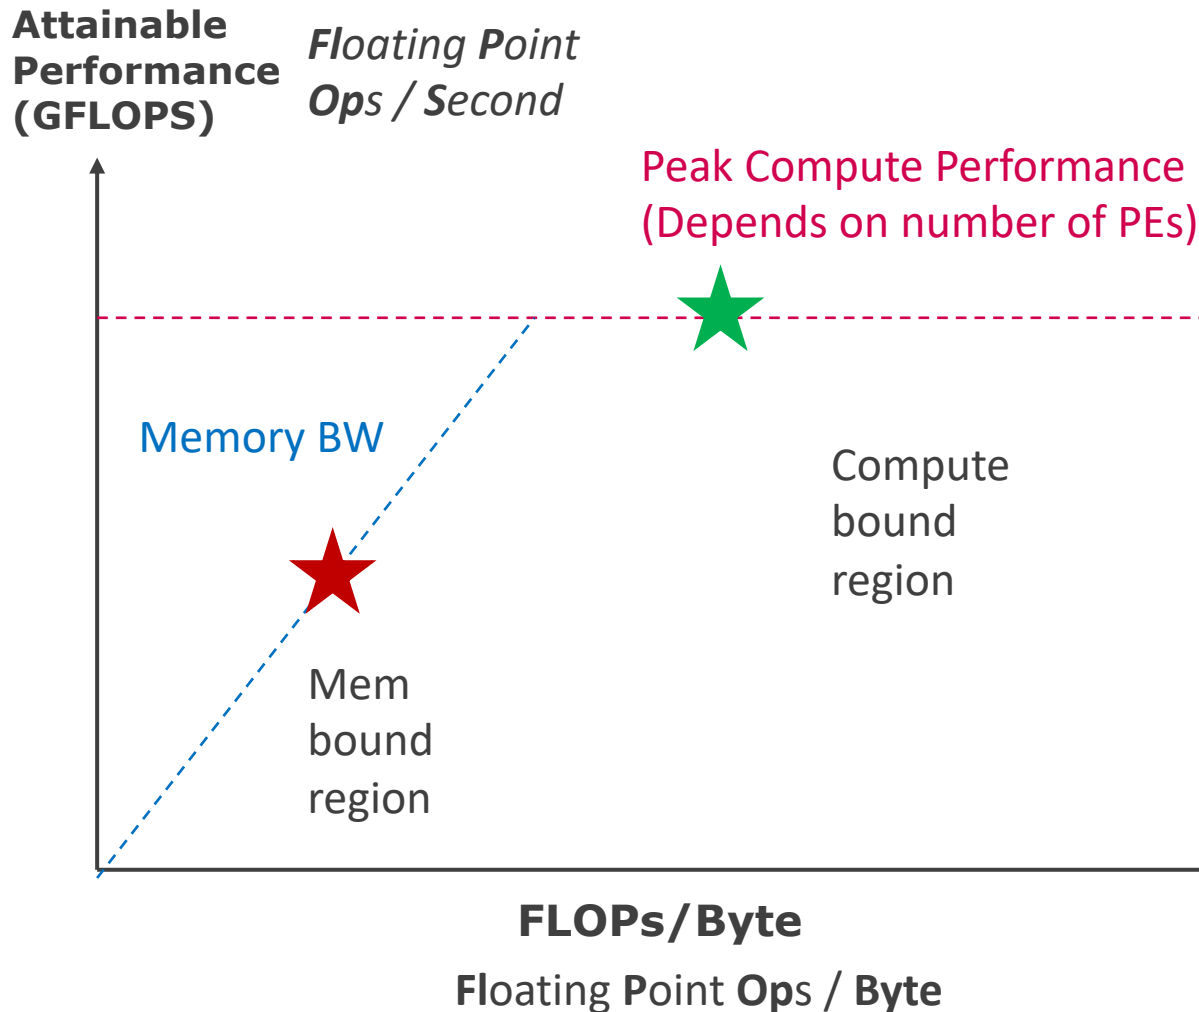 Attainable
Performance
(GFLOPS)
Floating Point
Ops / Second
Peak Compute Performance
(Depends on number of PEs)
Memory BW
Compute
bound
region
Mem
bound
region
FLOPs/Byte
Floating Point Ops / Byte